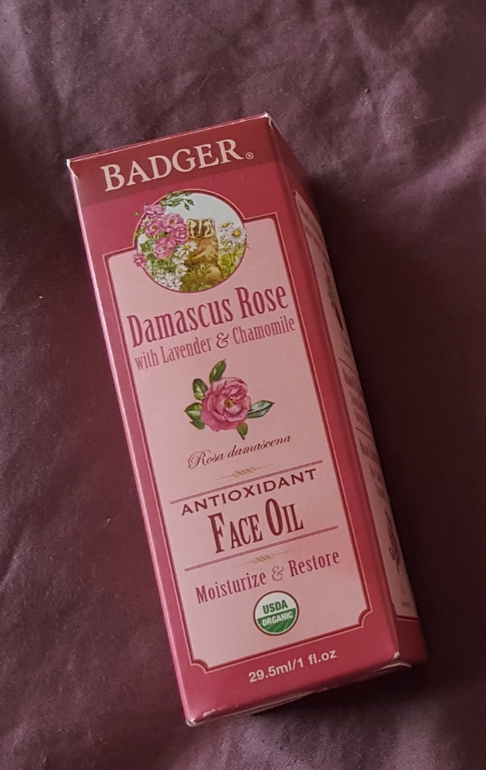 BADGER®
Damascus Rose
with Lavender & Chamomile
Rosa damascena
ANTIOXIDANT
FACE OIL
Moisturize & Restore
USDA
ORGANIC
29.5ml/1 fl.oz